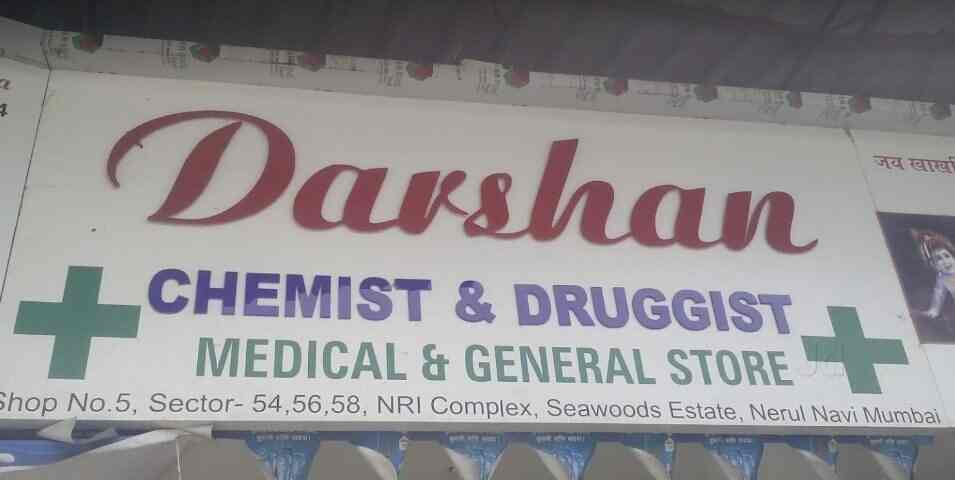 Darshan
CHEMIST & DRUGGIST
MEDICAL & GENERAL STORE
Shop No.5, Sector- 54,56,58, NRI Complex, Seawoods Estate, Nerul Navi Mumbai
जय